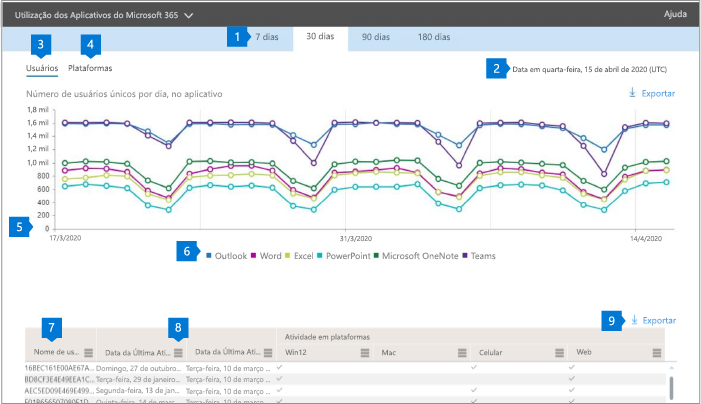 Utilização dos Aplicativos do Microsoft 365
Ajuda
1 7 dias 30 dias 90 dias 180 dias
3 4
Usuários Plataformas
2 Data em quarta-feira, 15 de abril de 2020 (UTC)
Número de usuários únicos por dia, no aplicativo
Exportar
1,8 mil
1,6 mil
1,4 mil
1,2 mil
1,0 mil
800
600
400
200
0
5
17/3/2020 31/3/2020 14/4/2020
6 Outlook Word Excel PowerPoint Microsoft OneNote Teams
7 8 9 Exportar
Atividade em plataformas
Nome de us... Data da Última Ati... Data da Última Ati... Win12 Mac Celular Web
16BEC161E00AE67A... Domingo, 27 de outubro... Terça-feira, 10 de março ...
BD8CF3E4E49EEA1C... Terça-feira, 29 de janeiro... Terça-feira, 10 de março ...
AEC5ED09E469E499... Segunda-feira, 13 de jan... Terça-feira, 10 de março ...
Quinta-feira, 14 de març... Terça-feira, 10 de março ...